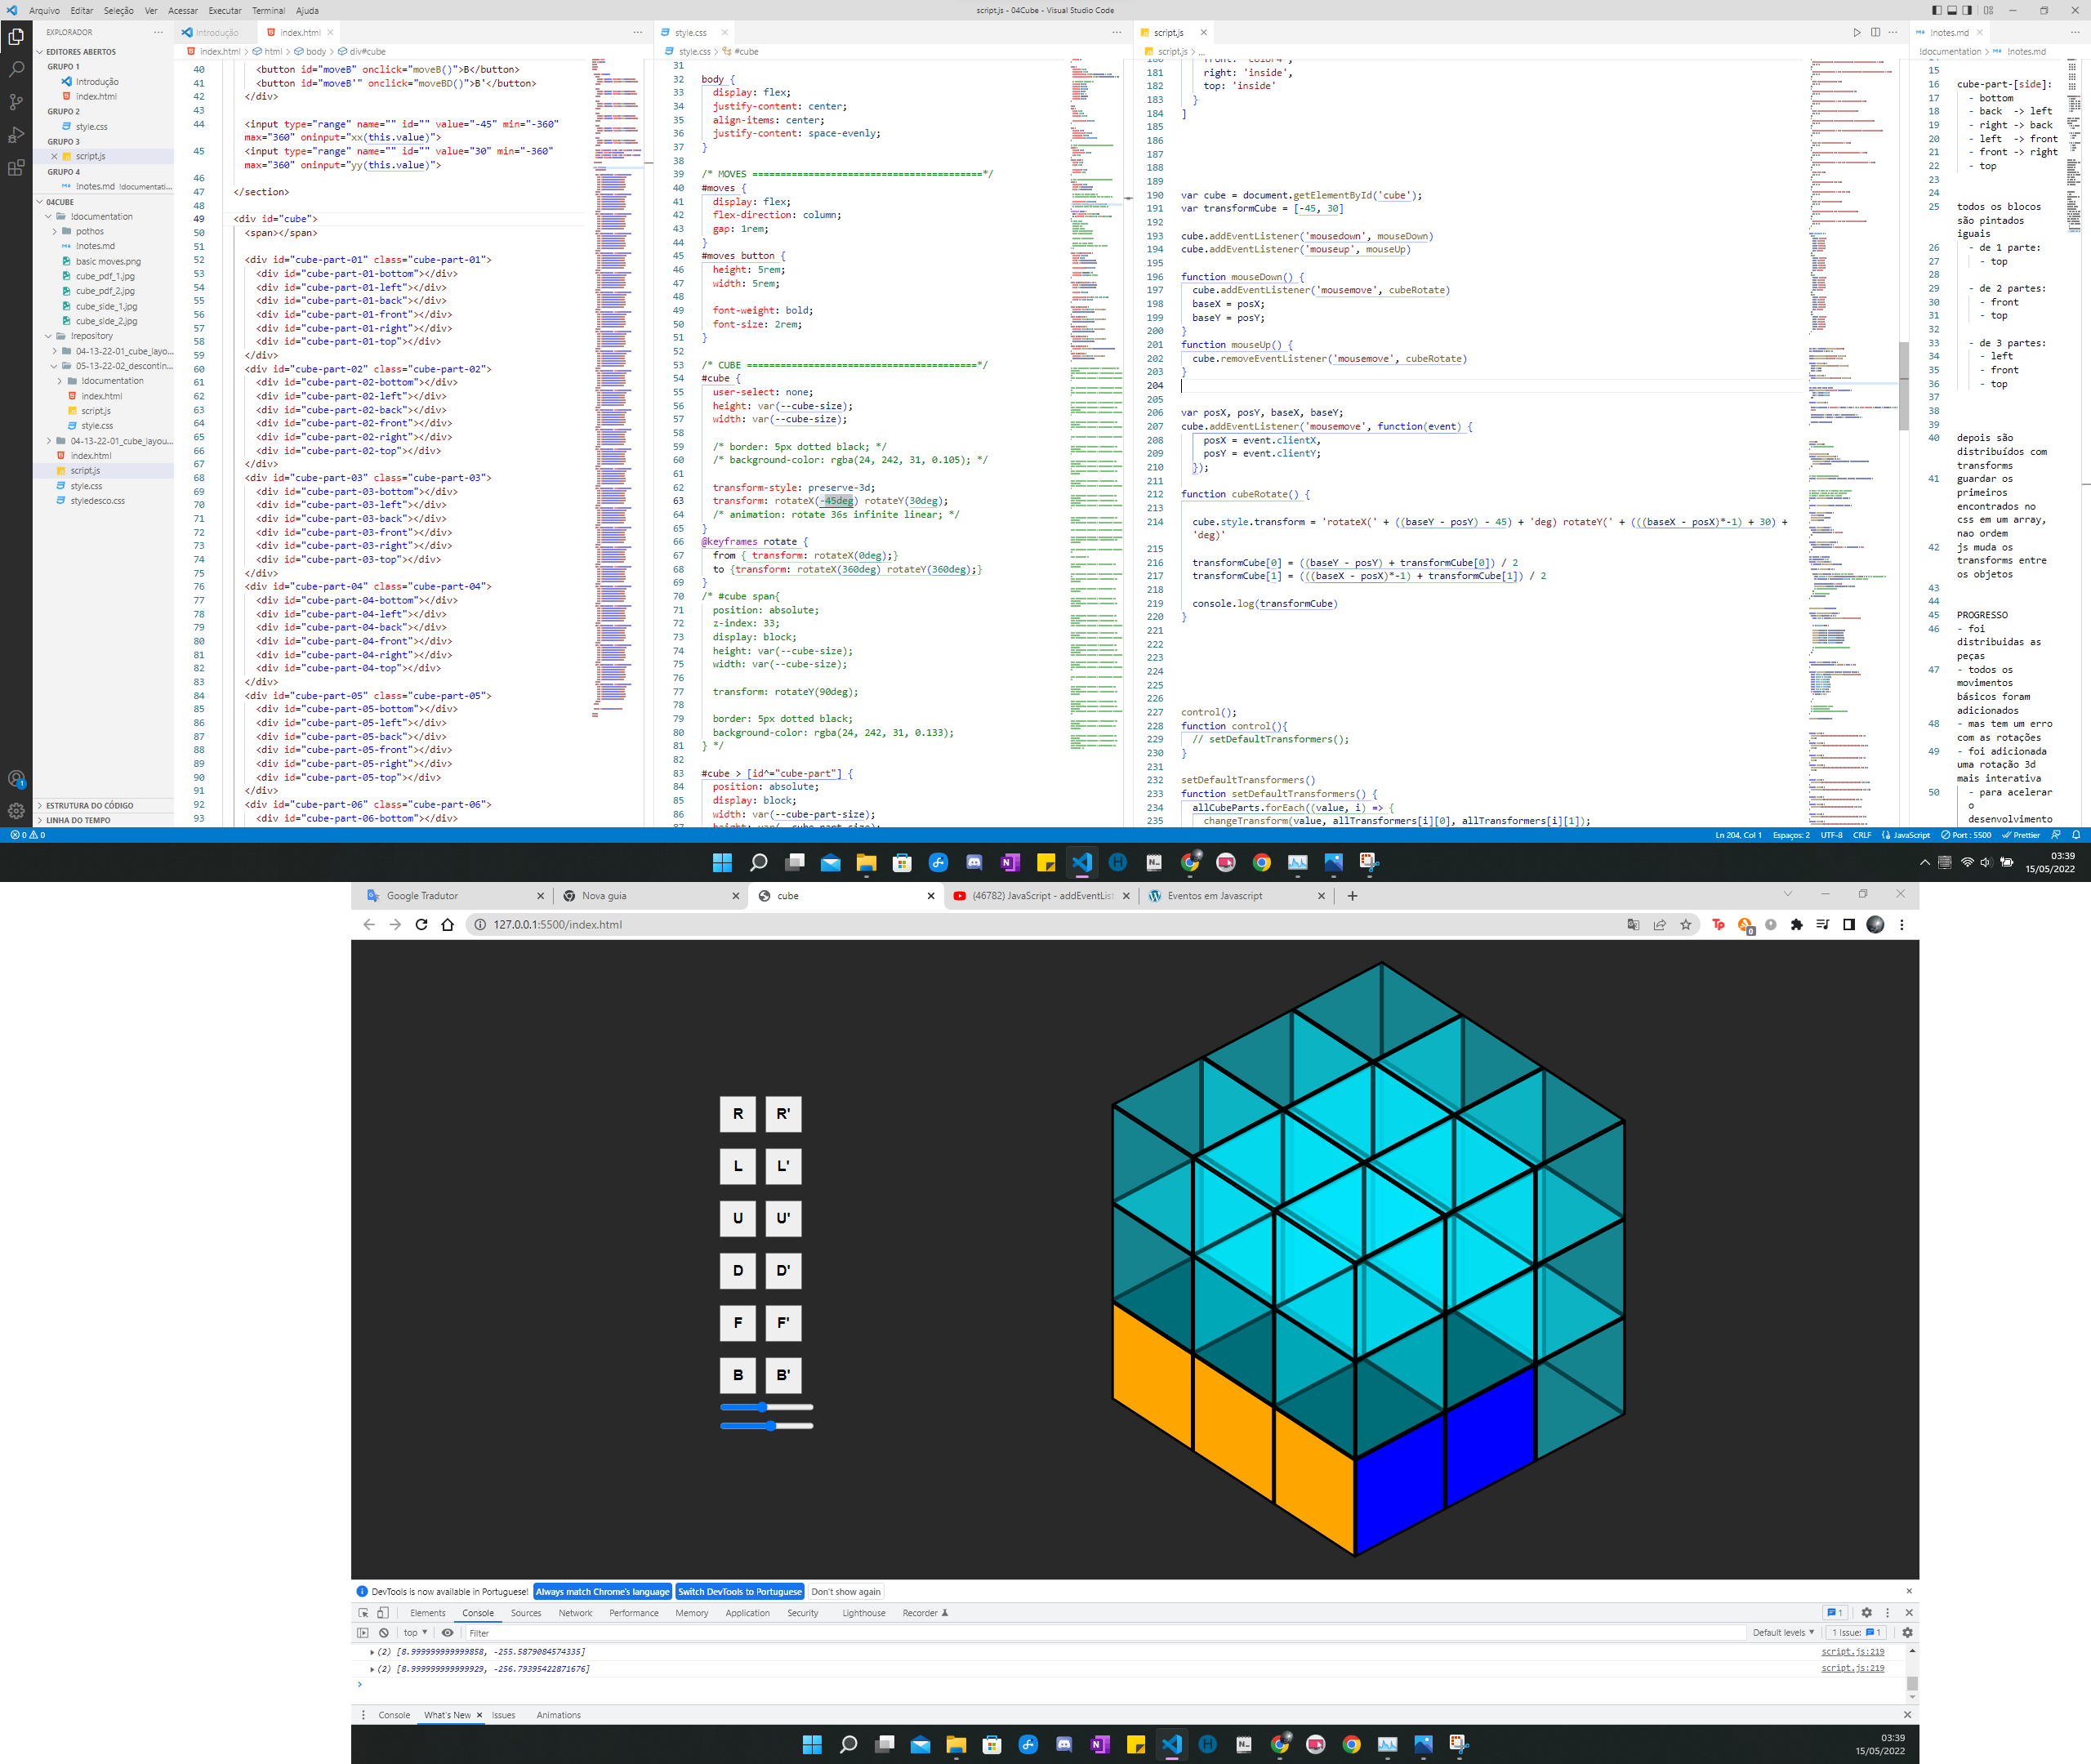 Arquivo Editar Seleção Ver Acessar Executar Terminal Ajuda
script.js - 04Cube - Visual Studio Code
EXPLORADOR
EDITORES ABERTOS
GRUPO 1
Introdução
index.html
GRUPO 2
style.css
GRUPO 3
script.js
GRUPO 4
!notes.md !documentati...
04CUBE
!documentation
pothos
!notes.md
basic moves.png
cube_pdf_1.jpg
cube_pdf_2.jpg
cube_side_1.jpg
cube_side_2.jpg
!repository
04-13-22-01_cube_layo...
05-13-22-02_descontin...
!documentation
index.html
script.js
style.css
04-13-22-01_cube_layou...
index.html
script.js
style.css
styledesco.css
ESTRUTURA DO CÓDIGO
LINHA DO TEMPO
Introdução
index.html
index.html > html > body > div#cube
40 <button id="moveB" onclick="moveB()">B</button>
41 <button id="moveB'" onclick="moveBD()">B'</button>
42 </div>
43
44 <input type="range" name="" id="" value="-45" min="-360"
max="360" oninput="xx(this.value)">
45 <input type="range" name="" id="" value="30" min="-360"
max="360" oninput="yy(this.value)">
46
47 </section>
48
49 <div id="cube">
50 <span></span>
51
52 <div id="cube-part-01" class="cube-part-01">
53 <div id="cube-part-01-bottom"></div>
54 <div id="cube-part-01-left"></div>
55 <div id="cube-part-01-back"></div>
56 <div id="cube-part-01-front"></div>
57 <div id="cube-part-01-right"></div>
58 <div id="cube-part-01-top"></div>
59 </div>
60 <div id="cube-part-02" class="cube-part-02">
61 <div id="cube-part-02-bottom"></div>
62 <div id="cube-part-02-left"></div>
63 <div id="cube-part-02-back"></div>
64 <div id="cube-part-02-front"></div>
65 <div id="cube-part-02-right"></div>
66 <div id="cube-part-02-top"></div>
67 </div>
68 <div id="cube-part-03" class="cube-part-03">
69 <div id="cube-part-03-bottom"></div>
70 <div id="cube-part-03-left"></div>
71 <div id="cube-part-03-back"></div>
72 <div id="cube-part-03-front"></div>
73 <div id="cube-part-03-right"></div>
74 <div id="cube-part-03-top"></div>
75 </div>
76 <div id="cube-part-04" class="cube-part-04">
77 <div id="cube-part-04-bottom"></div>
78 <div id="cube-part-04-left"></div>
79 <div id="cube-part-04-back"></div>
80 <div id="cube-part-04-front"></div>
81 <div id="cube-part-04-right"></div>
82 <div id="cube-part-04-top"></div>
83 </div>
84 <div id="cube-part-05" class="cube-part-05">
85 <div id="cube-part-05-bottom"></div>
86 <div id="cube-part-05-left"></div>
87 <div id="cube-part-05-back"></div>
88 <div id="cube-part-05-front"></div>
89 <div id="cube-part-05-right"></div>
90 <div id="cube-part-05-top"></div>
91 </div>
92 <div id="cube-part-06" class="cube-part-06">
93 <div id="cube-part-06-bottom"></div>
style.css
style.css > #cube
31
32 body {
33 display: flex;
34 justify-content: center;
35 align-items: center;
36 justify-content: space-evenly;
37 }
38
39 /* MOVES =========================================*/
40 #moves {
41 display: flex;
42 flex-direction: column;
43 gap: 1rem;
44 }
45 #moves button {
46 height: 5rem;
47 width: 5rem;
48
49 font-weight: bold;
50 font-size: 2rem;
51 }
52
53 /* CUBE =========================================*/
54 #cube {
55 user-select: none;
56 height: var(--cube-size);
57 width: var(--cube-size);
58
59 /* border: 5px dotted black; */
60 /* background-color: rgba(24, 242, 31, 0.105); */
61
62 transform-style: preserve-3d;
63 transform: rotateX(-45deg) rotateY(30deg);
64 /* animation: rotate 36s infinite linear; */
65 }
66 @keyframes rotate {
67 from { transform: rotateX(0deg);}
68 to {transform: rotateX(360deg) rotateY(360deg);}
69 }
70 /* #cube span{
71 position: absolute;
72 z-index: 33;
73 display: block;
74 height: var(--cube-size);
75 width: var(--cube-size);
76
77 transform: rotateY(90deg);
78
79 border: 5px dotted black;
80 background-color: rgba(24, 242, 31, 0.133);
81 } */
82
83 #cube > [id^="cube-part"] {
84 position: absolute;
85 display: block;
86 width: var(--cube-part-size);
87 height: var(--cube-part-size);
script.js
script.js > ...
180 front: 'color4',
181 right: 'inside',
182 top: 'inside'
183 }
184 ]
185
186
187
188
189
190 var cube = document.getElementById('cube');
191 var transformCube = [-45, 30]
192
193 cube.addEventListener('mousedown', mouseDown)
194 cube.addEventListener('mouseup', mouseUp)
195
196 function mouseDown() {
197 cube.addEventListener('mousemove', cubeRotate)
198 baseX = posX;
199 baseY = posY;
200 }
201 function mouseUp() {
202 cube.removeEventListener('mousemove', cubeRotate)
203 }
204
205
206 var posX, posY, baseX, baseY;
207 cube.addEventListener('mousemove', function(event) {
208 posX = event.clientX,
209 posY = event.clientY;
210 });
211
212 function cubeRotate() {
213
214 cube.style.transform = 'rotateX(' + ((baseY - posY) - 45) + 'deg) rotateY(' + (((baseX - posX)*-1) + 30) +
'deg)'
215
216 transformCube[0] = ((baseY - posY) + transformCube[0]) / 2
217 transformCube[1] = (((baseX - posX)*-1) + transformCube[1]) / 2
218
219 console.log(transformCube)
220 }
221
222
223
224
225
226
227 control();
228 function control(){
229 // setDefaultTransformers();
230 }
231
232 setDefaultTransformers()
233 function setDefaultTransformers() {
234 allCubeParts.forEach((value, i) => {
235 changeTransform(value, allTransformers[i][0], allTransformers[i][1]);
!notes.md
!documentation > !notes.md
15
16 cube-part-[side]:
17 - bottom
18 - back -> left
19 - right -> back
20 - left -> front
21 - front -> right
22 - top
23
24
25 todos os blocos
são pintados
iguais
26 - de 1 parte:
27 - top
28
29 - de 2 partes:
30 - front
31 - top
32
33 - de 3 partes:
34 - left
35 - front
36 - top
37
38
39
40 depois são
distribuídos com
transforms
41 guardar os
primeiros
encontrados no
css em um array,
nao ordem
42 js muda os
transforms entre
os objetos
43
44
45 PROGRESSO
46 - foi
distribuidas as
peças
47 - todos os
movimentos
básicos foram
adicionados
48 - mas tem um erro
com as rotações
49 - foi adicionada
uma rotação 3d
mais interativa
50 - para acelerar
o
desenvolvimento
0 0
Ln 204, Col 1 Espaços: 2 UTF-8 CRLF JavaScript Port : 5500 Prettier
03:39
15/05/2022
Google Tradutor
Nova guia
cube
(46782) JavaScript - addEventList
Eventos em Javascript
127.0.0.1:5500/index.html
R R'
L L'
U U'
D D'
F F'
B B'
DevTools is now available in Portuguese! Always match Chrome's language Switch DevTools to Portuguese Don't show again
Elements Console Sources Network Performance Memory Application Security Lighthouse Recorder 1
top Filter Default levels 1 Issue: 1
(2) [8.999999999999858, -255.5879084574335] script.js:219
(2) [8.999999999999929, -256.79395422871676] script.js:219
Console What's New Issues Animations
03:39
15/05/2022